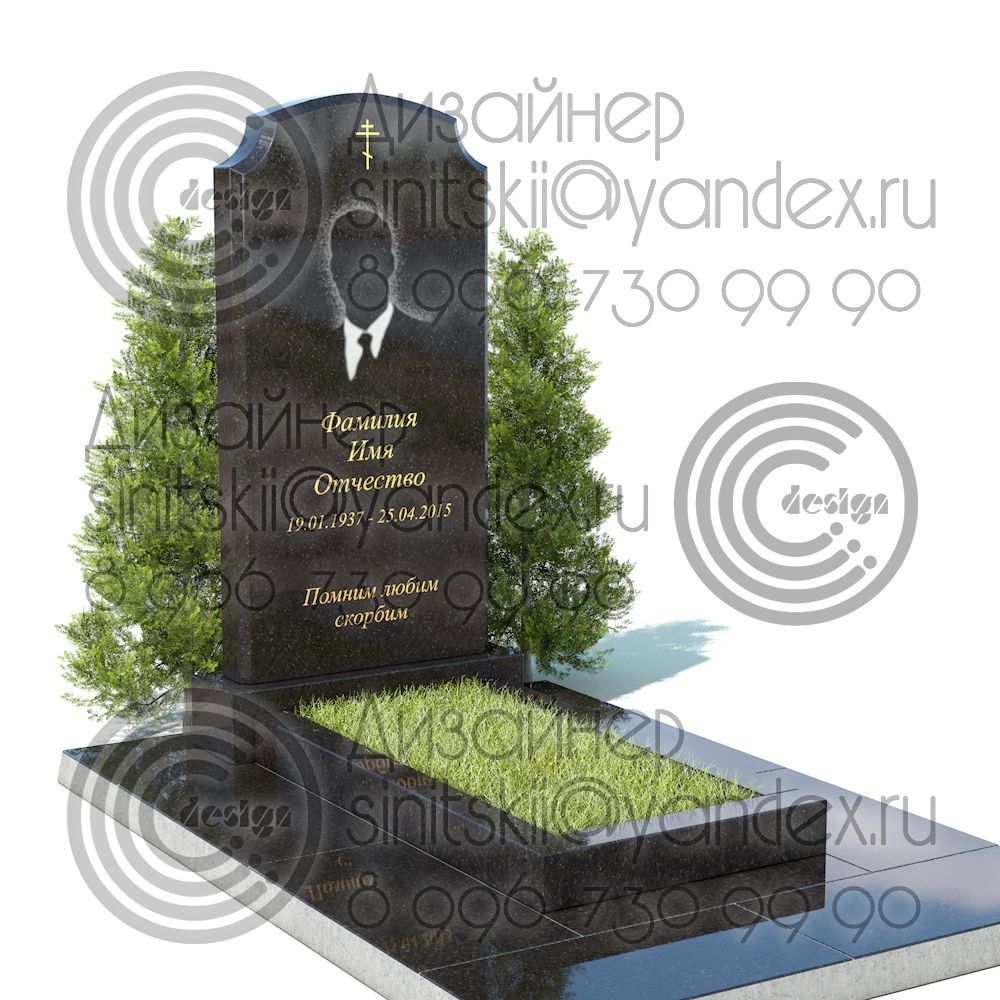 Дизайнер
sinitskii@yandex.ru
8 996 730 99 90
design
Фамилия
Имя
Отчество
19.01.1937 - 25.04.2015
Помним любим
скорбим
Дизайнер
sinitskii@yandex.ru
8 996 730 99 90
design
Дизайнер
sinitskii@yandex.ru
8 996 730 99 90
design